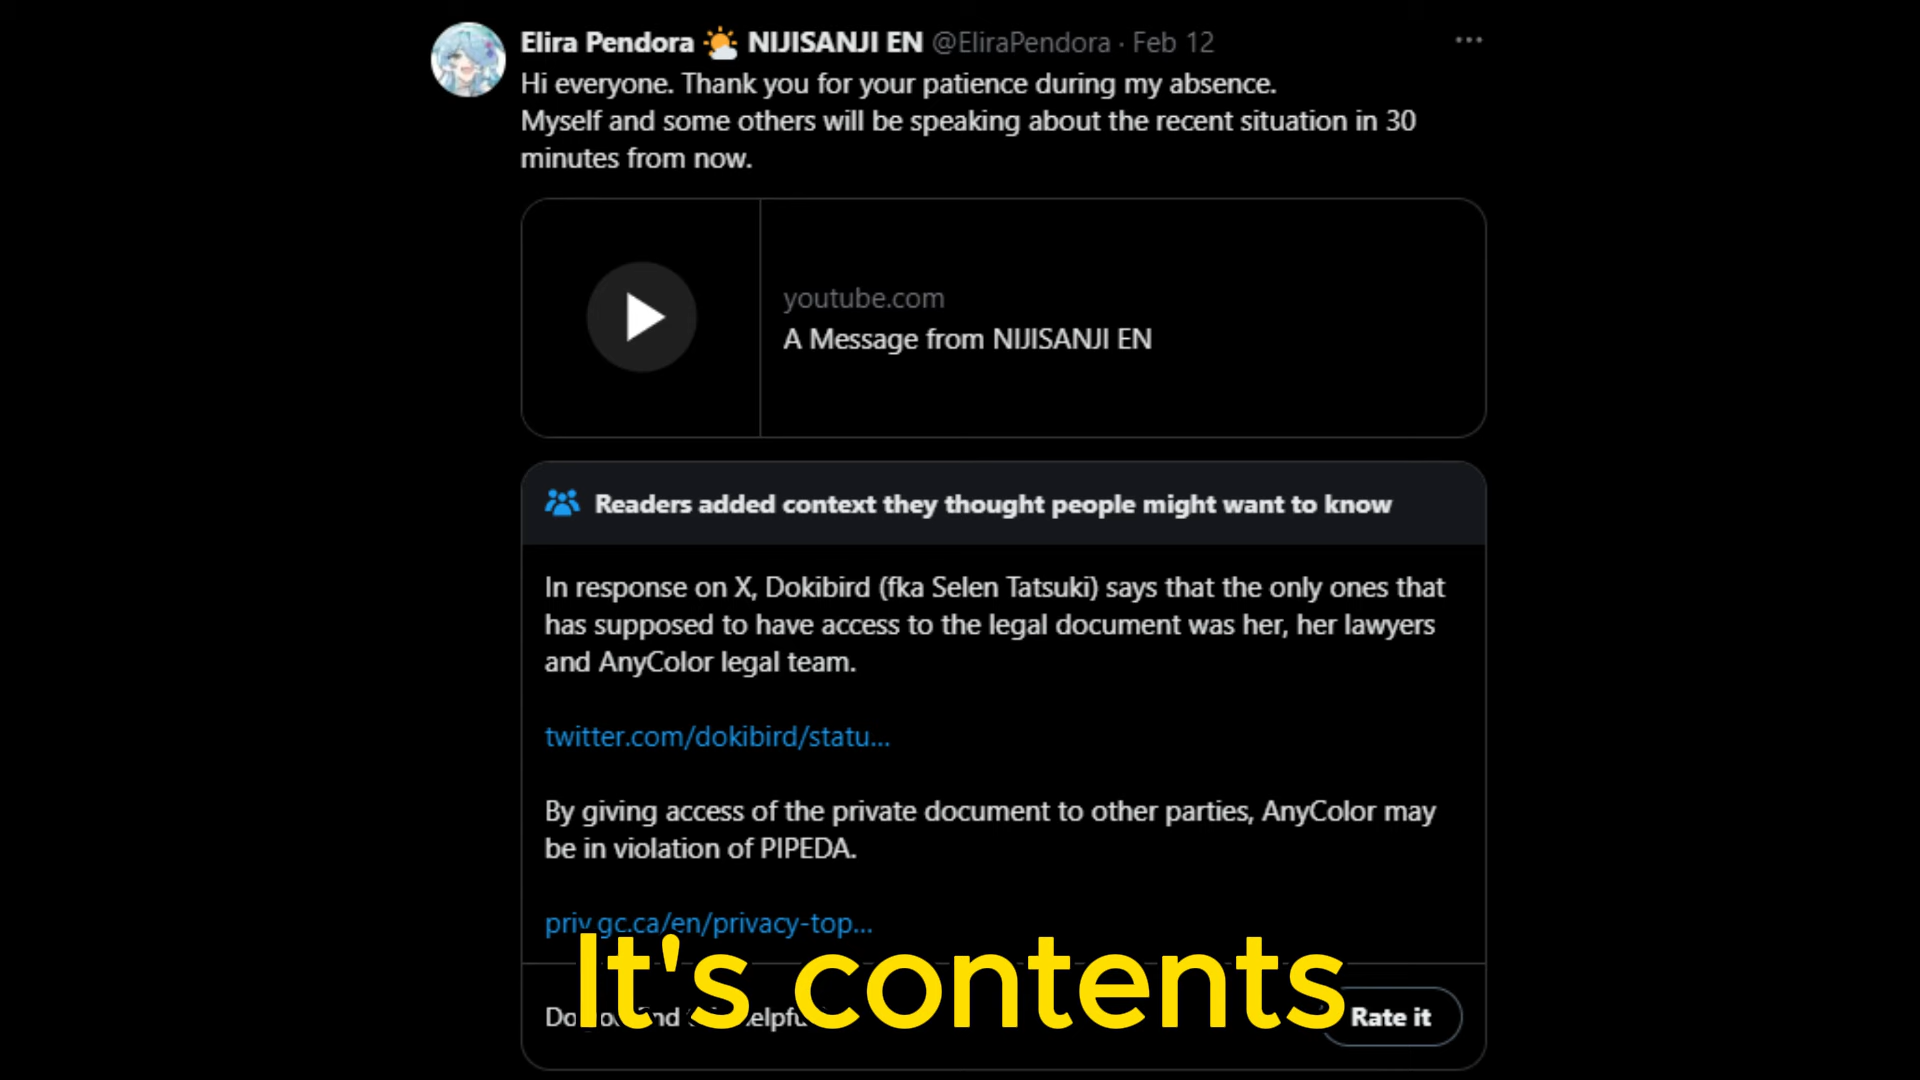 Elira Pendora NIJISANJI EN @EliraPendora · Feb 12
Hi everyone. Thank you for your patience during my absence.
Myself and some others will be speaking about the recent situation in 30
minutes from now.
youtube.com
A Message from NIJISANJI EN
Readers added context they thought people might want to know
In response on X, Dokibird (fka Selen Tatsuki) says that the only ones that
has supposed to have access to the legal document was her, her lawyers
and AnyColor legal team.
twitter.com/dokibird/statu...
By giving access of the private document to other parties, AnyColor may
be in violation of PIPEDA.
priv.gc.ca/en/privacy-top...
It's contents
Rate it